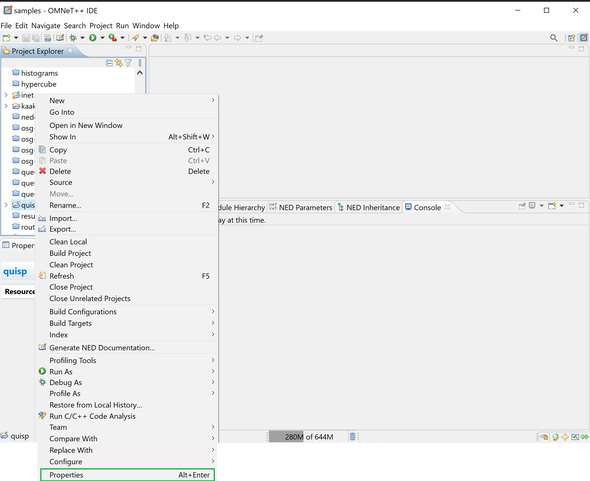 samples - OMNeT++ IDE
File Edit Navigate Search Project Run Window Help
Project Explorer
histograms
hypercube
inet
kaak
ned
osg-
osg-
osg-
osg-
que
que
que
quis
resu
rout
New
Go Into
Open in New Window
Show In Alt+Shift+W
Copy Ctrl+C
Paste Ctrl+V
Delete Delete
Source
Move...
Rename... F2
Import...
Export...
Clean Local
Build Project
Clean Project
Refresh F5
Close Project
Close Unrelated Projects
Build Configurations
Build Targets
Index
Generate NED Documentation...
Profiling Tools
Run As
Debug As
Profile As
Restore from Local History...
Run C/C++ Code Analysis
Team
Compare With
Replace With
Configure
Properties Alt+Enter
dule Hierarchy NED Parameters NED Inheritance Console
ay at this time.
Proper
quisp
Resource
quisp
280M of 644M